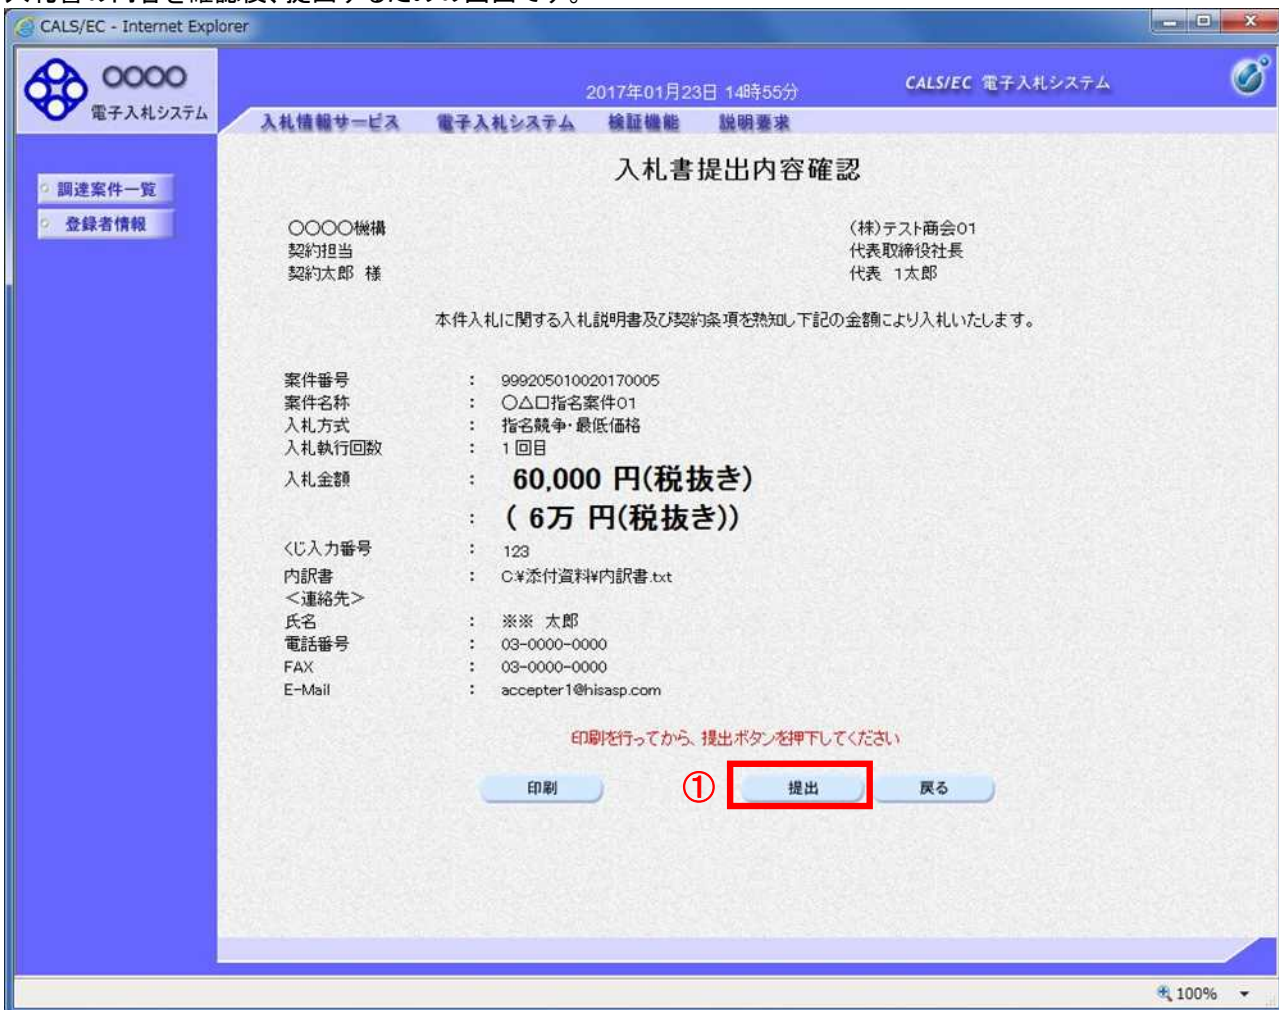 入札書の内容を確認後、提出するための画面です。
CALS/EC - Internet Explorer
〇〇〇〇
電子入札システム
2017年01月23日 14時55分
CALS/EC 電子入札システム
入札情報サービス 電子入札システム 検証機能 説明要求
調達案件一覧
登録者情報
入札書提出内容確認
〇〇〇〇機構
契約担当
契約太郎 様
(株)テスト商会01
代表取締役社長
代表 1太郎
本件入札に関する入札説明書及び契約条項を熟知し下記の金額により入札いたします。
案件番号 : 999205010020170005
案件名称 : 〇△口指名案件01
入札方式 : 指名競争・最低価格
入札執行回数 : 1回目
入札金額 : 60,000 円(税抜き)
: ( 6万 円(税抜き))
くじ入力番号 : 123
内訳書 : C:¥添付資料¥内訳書.txt
<連絡先>
氏名 : ※※ 太郎
電話番号 : 03-0000-0000
FAX : 03-0000-0000
E-Mail : accepter1@hisasp.com
印刷を行ってから、提出ボタンを押下してください
印刷 ① 提出 戻る
100%